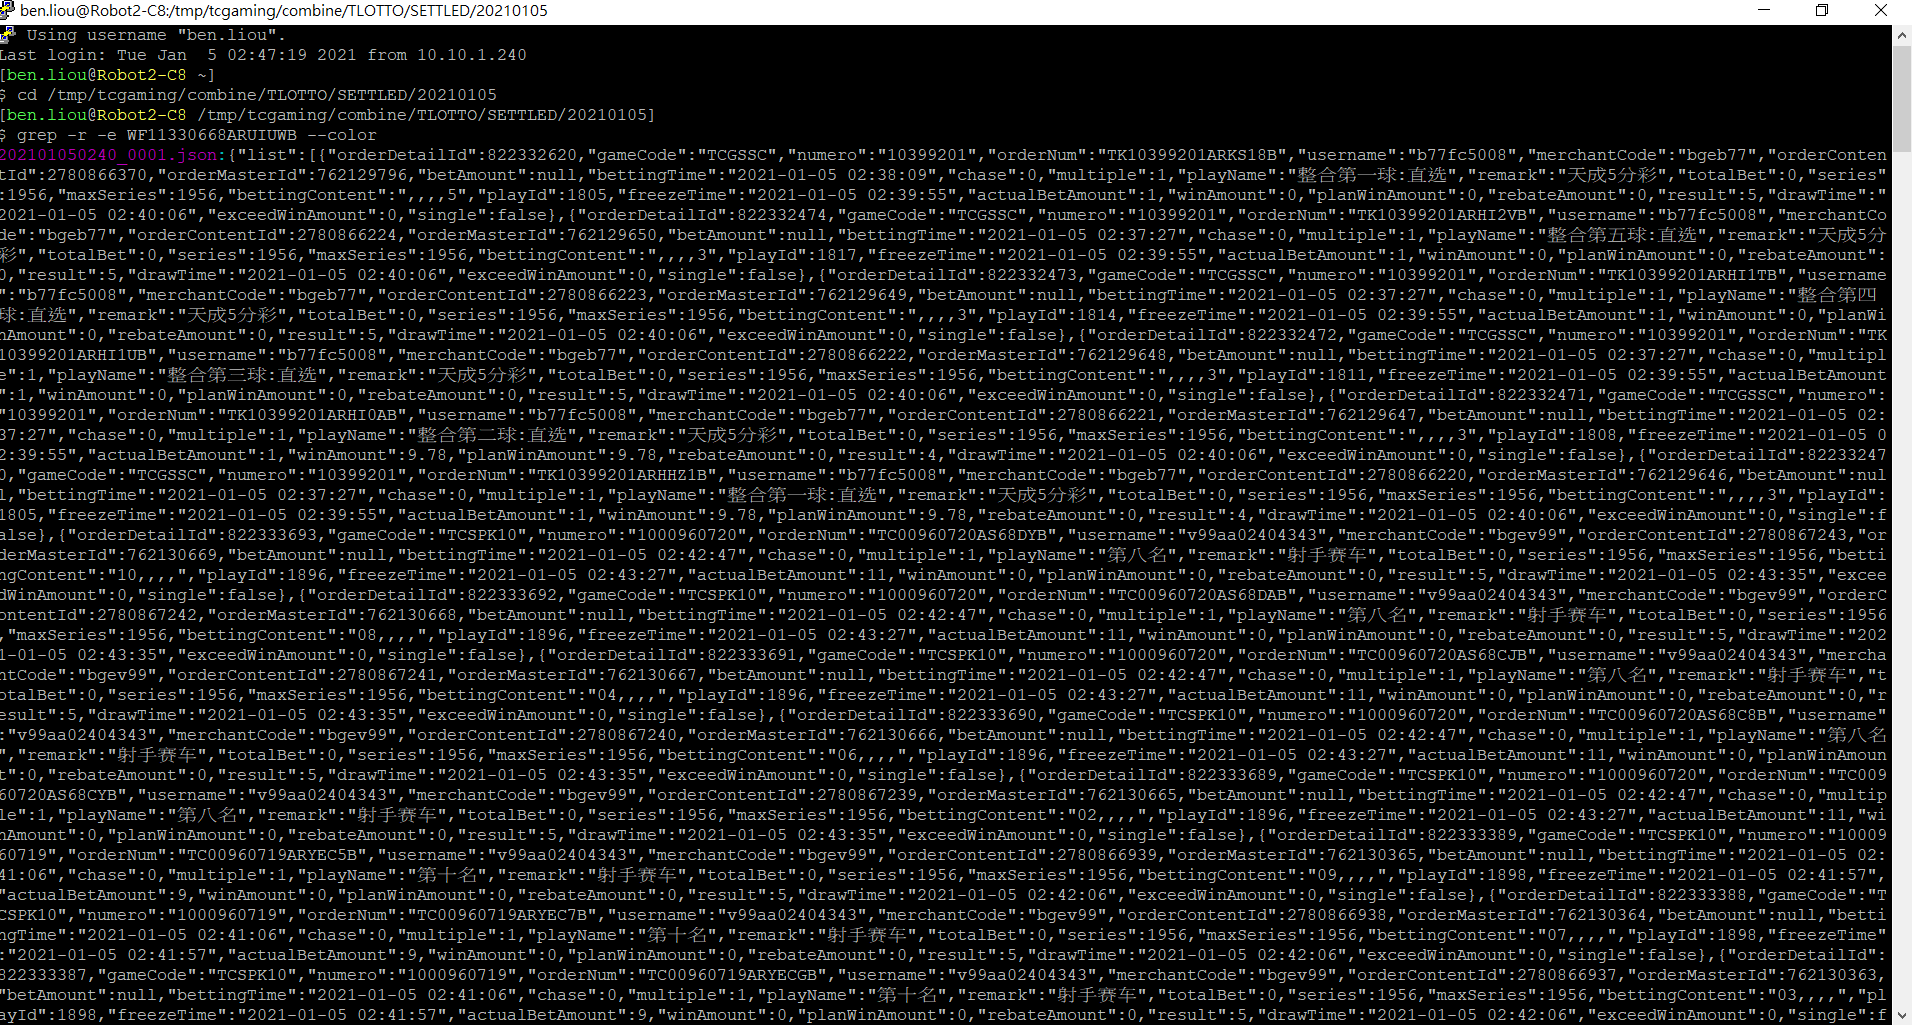 ben.liou@Robot2-C8:/tmp/tcgaming/combine/TLOTTO/SETTLED/20210105
Using username "ben.liou".
Last login: Tue Jan  5 02:47:19 2021 from 10.10.1.240
[ben.liou@Robot2-C8 ~]
$ cd /tmp/tcgaming/combine/TLOTTO/SETTLED/20210105
[ben.liou@Robot2-C8 /tmp/tcgaming/combine/TLOTTO/SETTLED/20210105]
$ grep -r -e WF11330668ARUIUWB --color
202101050240_0001.json:{"list":[{"orderDetailId":822332620,"gameCode":"TCGSSC","numero":"10399201","orderNum":"TK10399201ARKS18B","username":"b77fc5008","merchantCode":"bgeb77","orderConten
tId":2780866370,"orderMasterId":762129796,"betAmount":null,"bettingTime":"2021-01-05 02:38:09","chase":0,"multiple":1,"playName":"整合第一球:直选","remark":"天成5分彩","totalBet":0,"series"
:1956,"maxSeries":1956,"bettingContent":",,,,5","playId":1805,"freezeTime":"2021-01-05 02:39:55","actualBetAmount":1,"winAmount":0,"planWinAmount":0,"rebateAmount":0,"result":5,"drawTime":"
2021-01-05 02:40:06","exceedWinAmount":0,"single":false},{"orderDetailId":822332474,"gameCode":"TCGSSC","numero":"10399201","orderNum":"TK10399201ARHI2VB","username":"b77fc5008","merchantCo
de":"bgeb77","orderContentId":2780866224,"orderMasterId":762129650,"betAmount":null,"bettingTime":"2021-01-05 02:37:27","chase":0,"multiple":1,"playName":"整合第五球:直选","remark":"天成5分
彩","totalBet":0,"series":1956,"maxSeries":1956,"bettingContent":",,,,3","playId":1817,"freezeTime":"2021-01-05 02:39:55","actualBetAmount":1,"winAmount":0,"planWinAmount":0,"rebateAmount":
0,"result":5,"drawTime":"2021-01-05 02:40:06","exceedWinAmount":0,"single":false},{"orderDetailId":822332473,"gameCode":"TCGSSC","numero":"10399201","orderNum":"TK10399201ARHI1TB","username
":"b77fc5008","merchantCode":"bgeb77","orderContentId":2780866223,"orderMasterId":762129649,"betAmount":null,"bettingTime":"2021-01-05 02:37:27","chase":0,"multiple":1,"playName":"整合第四
球:直选","remark":"天成5分彩","totalBet":0,"series":1956,"maxSeries":1956,"bettingContent":",,,,3","playId":1814,"freezeTime":"2021-01-05 02:39:55","actualBetAmount":1,"winAmount":0,"planWi
nAmount":0,"rebateAmount":0,"result":5,"drawTime":"2021-01-05 02:40:06","exceedWinAmount":0,"single":false},{"orderDetailId":822332472,"gameCode":"TCGSSC","numero":"10399201","orderNum":"TK
10399201ARHI1UB","username":"b77fc5008","merchantCode":"bgeb77","orderContentId":2780866222,"orderMasterId":762129648,"betAmount":null,"bettingTime":"2021-01-05 02:37:27","chase":0,"multipl
e":1,"playName":"整合第三球:直选","remark":"天成5分彩","totalBet":0,"series":1956,"maxSeries":1956,"bettingContent":",,,,3","playId":1811,"freezeTime":"2021-01-05 02:39:55","actualBetAmount
":1,"winAmount":0,"planWinAmount":0,"rebateAmount":0,"result":5,"drawTime":"2021-01-05 02:40:06","exceedWinAmount":0,"single":false},{"orderDetailId":822332471,"gameCode":"TCGSSC","numero":
"10399201","orderNum":"TK10399201ARHI0AB","username":"b77fc5008","merchantCode":"bgeb77","orderContentId":2780866221,"orderMasterId":762129647,"betAmount":null,"bettingTime":"2021-01-05 02:
37:27","chase":0,"multiple":1,"playName":"整合第二球:直选","remark":"天成5分彩","totalBet":0,"series":1956,"maxSeries":1956,"bettingContent":",,,,3","playId":1808,"freezeTime":"2021-01-05 0
2:39:55","actualBetAmount":1,"winAmount":9.78,"planWinAmount":9.78,"rebateAmount":0,"result":4,"drawTime":"2021-01-05 02:40:06","exceedWinAmount":0,"single":false},{"orderDetailId":82233247
0,"gameCode":"TCGSSC","numero":"10399201","orderNum":"TK10399201ARHHZ1B","username":"b77fc5008","merchantCode":"bgeb77","orderContentId":2780866220,"orderMasterId":762129646,"betAmount":nul
l,"bettingTime":"2021-01-05 02:37:27","chase":0,"multiple":1,"playName":"整合第一球:直选","remark":"天成5分彩","totalBet":0,"series":1956,"maxSeries":1956,"bettingContent":",,,,3","playId":
1805,"freezeTime":"2021-01-05 02:39:55","actualBetAmount":1,"winAmount":9.78,"planWinAmount":9.78,"rebateAmount":0,"result":4,"drawTime":"2021-01-05 02:40:06","exceedWinAmount":0,"single":f
alse},{"orderDetailId":822333693,"gameCode":"TCSPK10","numero":"1000960720","orderNum":"TC00960720AS68DYB","username":"v99aa02404343","merchantCode":"bgev99","orderContentId":2780867243,"or
derMasterId":762130669,"betAmount":null,"bettingTime":"2021-01-05 02:42:47","chase":0,"multiple":1,"playName":"第八名","remark":"射手赛车","totalBet":0,"series":1956,"maxSeries":1956,"betti
ngContent":"10,,,,","playId":1896,"freezeTime":"2021-01-05 02:43:27","actualBetAmount":11,"winAmount":0,"planWinAmount":0,"rebateAmount":0,"result":5,"drawTime":"2021-01-05 02:43:35","excee
dWinAmount":0,"single":false},{"orderDetailId":822333692,"gameCode":"TCSPK10","numero":"1000960720","orderNum":"TC00960720AS68DAB","username":"v99aa02404343","merchantCode":"bgev99","orderC
ontentId":2780867242,"orderMasterId":762130668,"betAmount":null,"bettingTime":"2021-01-05 02:42:47","chase":0,"multiple":1,"playName":"第八名","remark":"射手赛车","totalBet":0,"series":1956
,"maxSeries":1956,"bettingContent":"08,,,,","playId":1896,"freezeTime":"2021-01-05 02:43:27","actualBetAmount":11,"winAmount":0,"planWinAmount":0,"rebateAmount":0,"result":5,"drawTime":"202
1-01-05 02:43:35","exceedWinAmount":0,"single":false},{"orderDetailId":822333691,"gameCode":"TCSPK10","numero":"1000960720","orderNum":"TC00960720AS68CJB","username":"v99aa02404343","mercha
ntCode":"bgev99","orderContentId":2780867241,"orderMasterId":762130667,"betAmount":null,"bettingTime":"2021-01-05 02:42:47","chase":0,"multiple":1,"playName":"第八名","remark":"射手赛车","t
otalBet":0,"series":1956,"maxSeries":1956,"bettingContent":"04,,,,","playId":1896,"freezeTime":"2021-01-05 02:43:27","actualBetAmount":11,"winAmount":0,"planWinAmount":0,"rebateAmount":0,"r
esult":5,"drawTime":"2021-01-05 02:43:35","exceedWinAmount":0,"single":false},{"orderDetailId":822333690,"gameCode":"TCSPK10","numero":"1000960720","orderNum":"TC00960720AS68C8B","username"
:"v99aa02404343","merchantCode":"bgev99","orderContentId":2780867240,"orderMasterId":762130666,"betAmount":null,"bettingTime":"2021-01-05 02:42:47","chase":0,"multiple":1,"playName":"第八名
","remark":"射手赛车","totalBet":0,"series":1956,"maxSeries":1956,"bettingContent":"06,,,,","playId":1896,"freezeTime":"2021-01-05 02:43:27","actualBetAmount":11,"winAmount":0,"planWinAmoun
t":0,"rebateAmount":0,"result":5,"drawTime":"2021-01-05 02:43:35","exceedWinAmount":0,"single":false},{"orderDetailId":822333689,"gameCode":"TCSPK10","numero":"1000960720","orderNum":"TC009
60720AS68CYB","username":"v99aa02404343","merchantCode":"bgev99","orderContentId":2780867239,"orderMasterId":762130665,"betAmount":null,"bettingTime":"2021-01-05 02:42:47","chase":0,"multip
le":1,"playName":"第八名","remark":"射手赛车","totalBet":0,"series":1956,"maxSeries":1956,"bettingContent":"02,,,,","playId":1896,"freezeTime":"2021-01-05 02:43:27","actualBetAmount":11,"wi
nAmount":0,"planWinAmount":0,"rebateAmount":0,"result":5,"drawTime":"2021-01-05 02:43:35","exceedWinAmount":0,"single":false},{"orderDetailId":822333389,"gameCode":"TCSPK10","numero":"10009
60719","orderNum":"TC00960719ARYEC5B","username":"v99aa02404343","merchantCode":"bgev99","orderContentId":2780866939,"orderMasterId":762130365,"betAmount":null,"bettingTime":"2021-01-05 02:
41:06","chase":0,"multiple":1,"playName":"第十名","remark":"射手赛车","totalBet":0,"series":1956,"maxSeries":1956,"bettingContent":"09,,,,","playId":1898,"freezeTime":"2021-01-05 02:41:57",
"actualBetAmount":9,"winAmount":0,"planWinAmount":0,"rebateAmount":0,"result":5,"drawTime":"2021-01-05 02:42:06","exceedWinAmount":0,"single":false},{"orderDetailId":822333388,"gameCode":"T
CSPK10","numero":"1000960719","orderNum":"TC00960719ARYEC7B","username":"v99aa02404343","merchantCode":"bgev99","orderContentId":2780866938,"orderMasterId":762130364,"betAmount":null,"betti
ngTime":"2021-01-05 02:41:06","chase":0,"multiple":1,"playName":"第十名","remark":"射手赛车","totalBet":0,"series":1956,"maxSeries":1956,"bettingContent":"07,,,,","playId":1898,"freezeTime"
:"2021-01-05 02:41:57","actualBetAmount":9,"winAmount":0,"planWinAmount":0,"rebateAmount":0,"result":5,"drawTime":"2021-01-05 02:42:06","exceedWinAmount":0,"single":false},{"orderDetailId":
822333387,"gameCode":"TCSPK10","numero":"1000960719","orderNum":"TC00960719ARYECGB","username":"v99aa02404343","merchantCode":"bgev99","orderContentId":2780866937,"orderMasterId":762130363,
"betAmount":null,"bettingTime":"2021-01-05 02:41:06","chase":0,"multiple":1,"playName":"第十名","remark":"射手赛车","totalBet":0,"series":1956,"maxSeries":1956,"bettingContent":"03,,,,","pl
ayId":1898,"freezeTime":"2021-01-05 02:41:57","actualBetAmount":9,"winAmount":0,"planWinAmount":0,"rebateAmount":0,"result":5,"drawTime":"2021-01-05 02:42:06","exceedWinAmount":0,"single":f